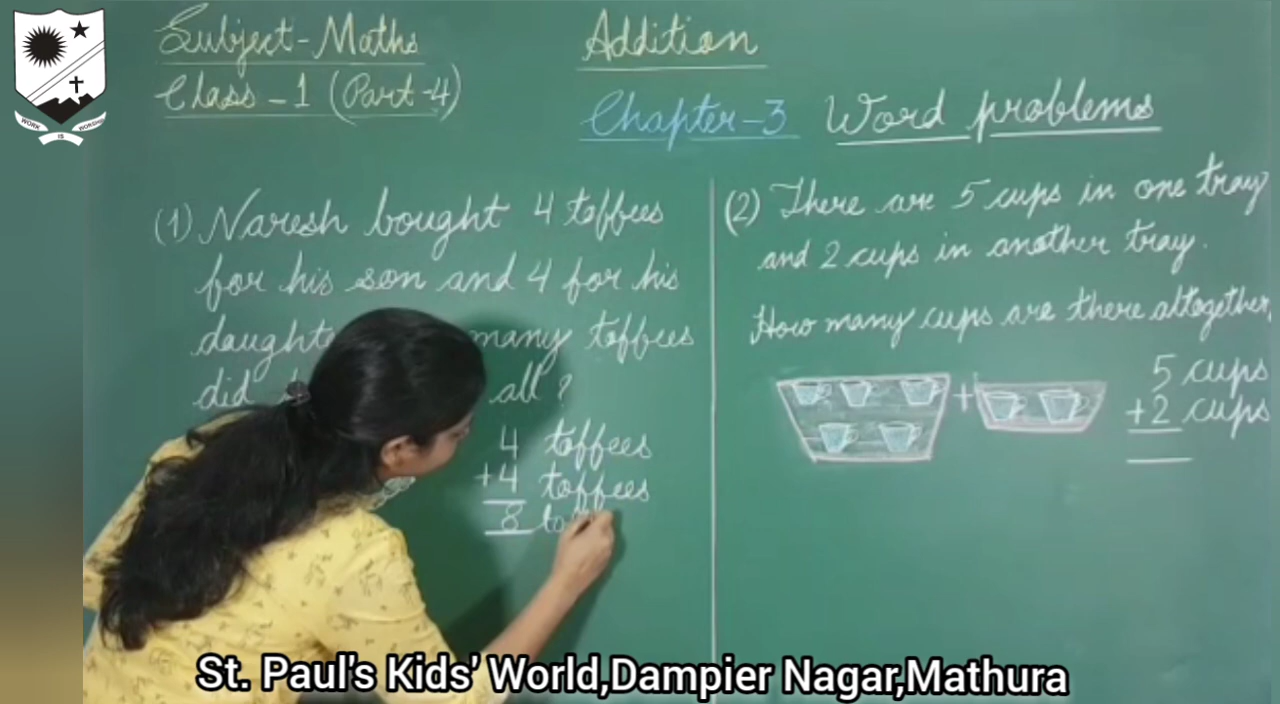 WORK IS WORSHIP
Subject-Maths
Class-1 (Part-4)
Addition
Chapter-3 Word problems
(1) Naresh bought 4 toffees
for his son and 4 for his
daughte many toffees
did all ?
4 toffees
+4 toffees
8
(2) There are 5 cups in one tray
and 2 cups in another tray.
How many cups are there altogether,
+
5 cups
+2 cups
St. Paul's Kids' World,Dampier Nagar,Mathura